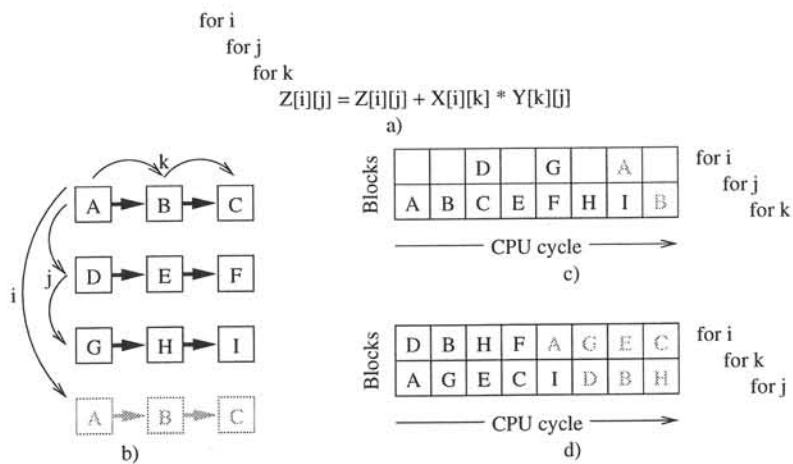 for i
for j
for k
Z[i][j] = Z[i][j] + X[i][k] * Y[k][j]
a)
k
A B C
j
D E F
i
G H I
A B C
b)
Blocks
D G A
A B C E F H I B
for i
for j
for k
CPU cycle
c)
Blocks
D B H F A G E C
A G E C I D B H
for i
for k
for j
CPU cycle
d)